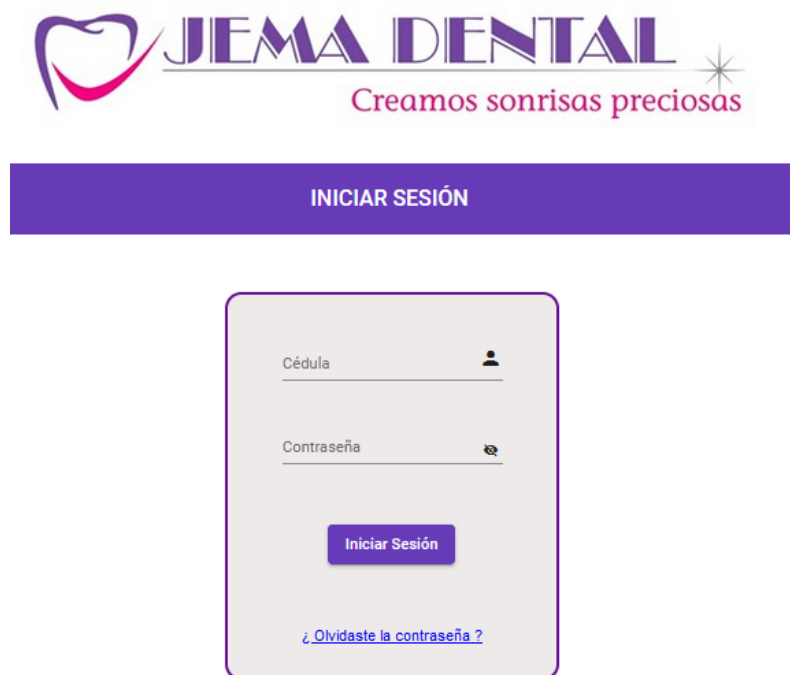 JEMA DENTAL
Creamos sonrisas preciosas
INICIAR SESIÓN
Cédula
Contraseña
Iniciar Sesión
¿ Olvidaste la contraseña ?